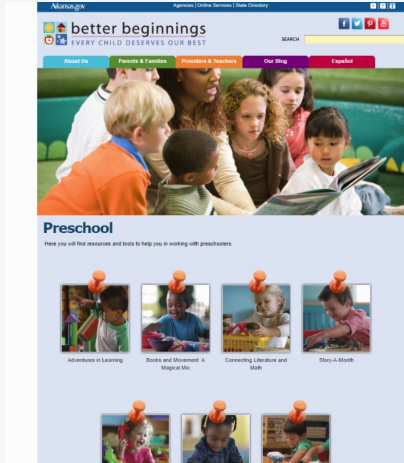 Arkansas.gov
Agencies | Online Services | State Directory
better beginnings
EVERY CHILD DESERVES OUR BEST
SEARCH
About Us
Parents & Families
Providers & Teachers
Our Blog
Español
Preschool
Here you will find resources and tools to help you in working with preschoolers.
Adventures in Learning
Books and Movement: A
Magical Mix
Connecting Literature and
Math
Story-A-Month